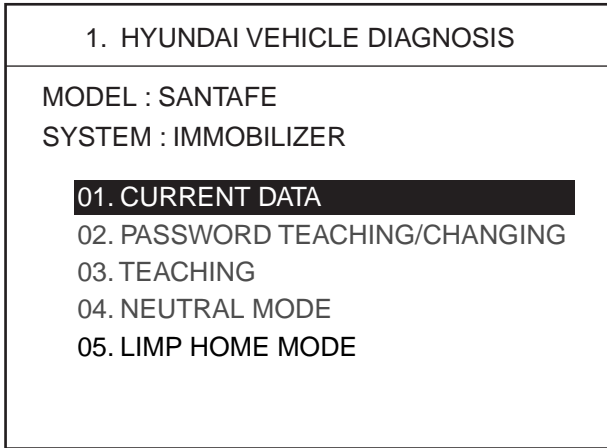 1. HYUNDAI VEHICLE DIAGNOSIS
MODEL : SANTAFE
SYSTEM : IMMOBILIZER
01. CURRENT DATA
02. PASSWORD TEACHING/CHANGING
03. TEACHING
04. NEUTRAL MODE
05. LIMP HOME MODE